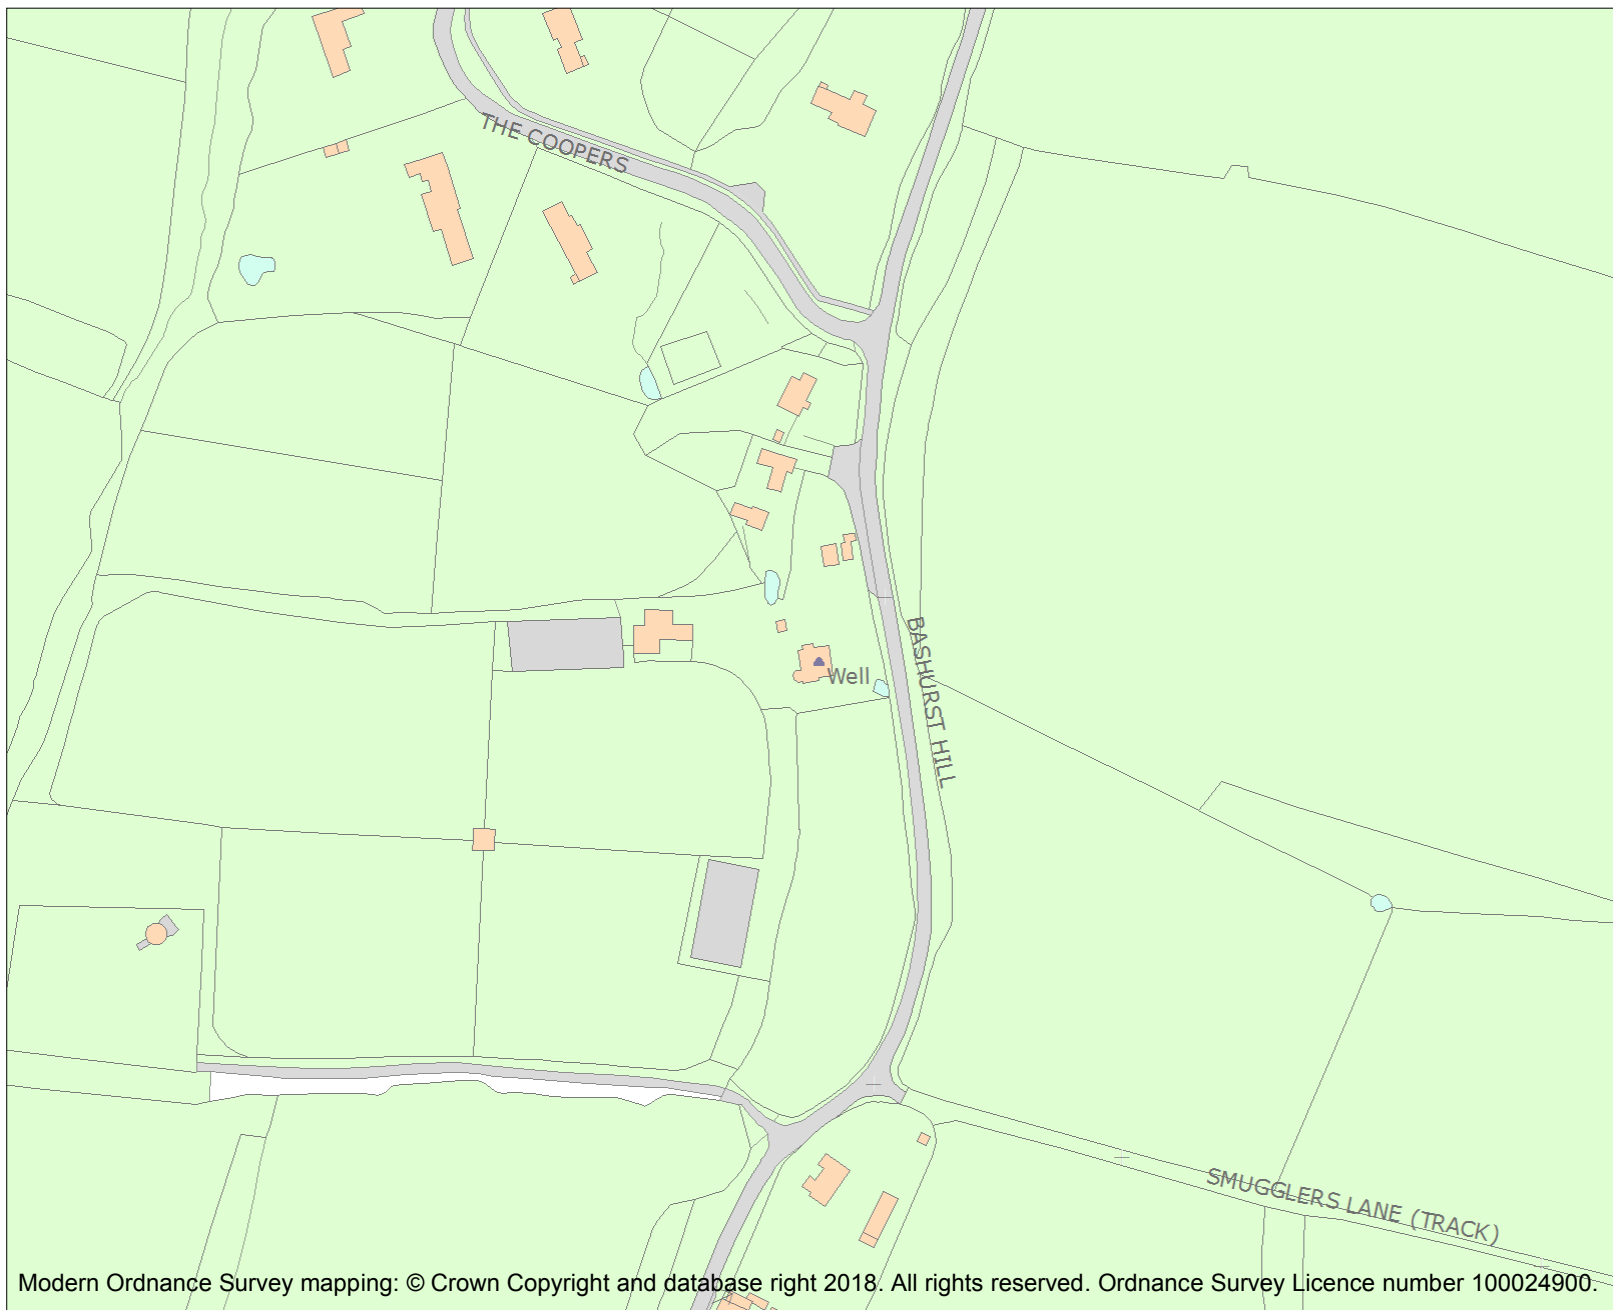 THE COOPERS
BASHURST HILL
Well
SMUGGLERS LANE (TRACK)
Modern Ordnance Survey mapping: © Crown Copyright and database right 2018. All rights reserved. Ordnance Survey Licence number 100024900.